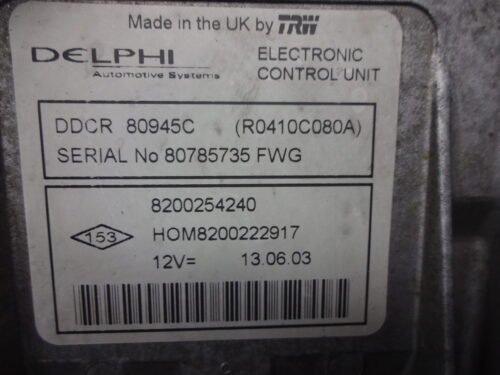 Made in the UK by TRW
DELPHI
Automotive Systems
ELECTRONIC
CONTROL UNIT
DDCR 80945C (R0410C080A)
SERIAL No 80785735 FWG
8200254240
153 HOM8200222917
12V= 13.06.03